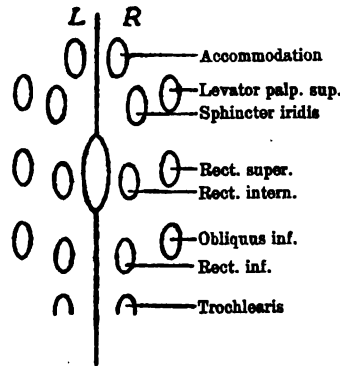 L R
Accommodation
Levator palp. sup.
Sphincter iridis
Rect. super.
Rect. intern.
Obliquus inf.
Rect. inf.
Trochlearis